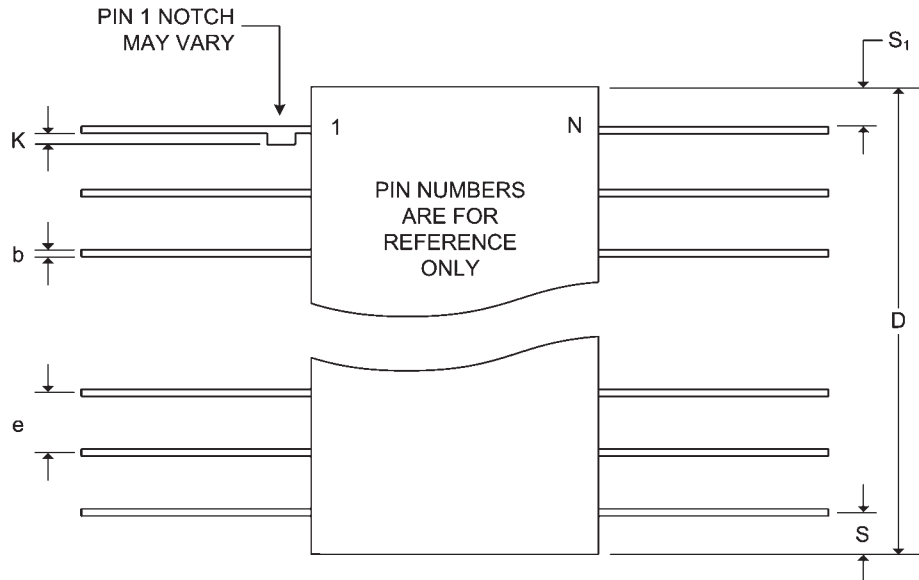 PIN 1 NOTCH
MAY VARY
S₁
K
1
N
PIN NUMBERS
ARE FOR
REFERENCE
ONLY
b
D
e
S